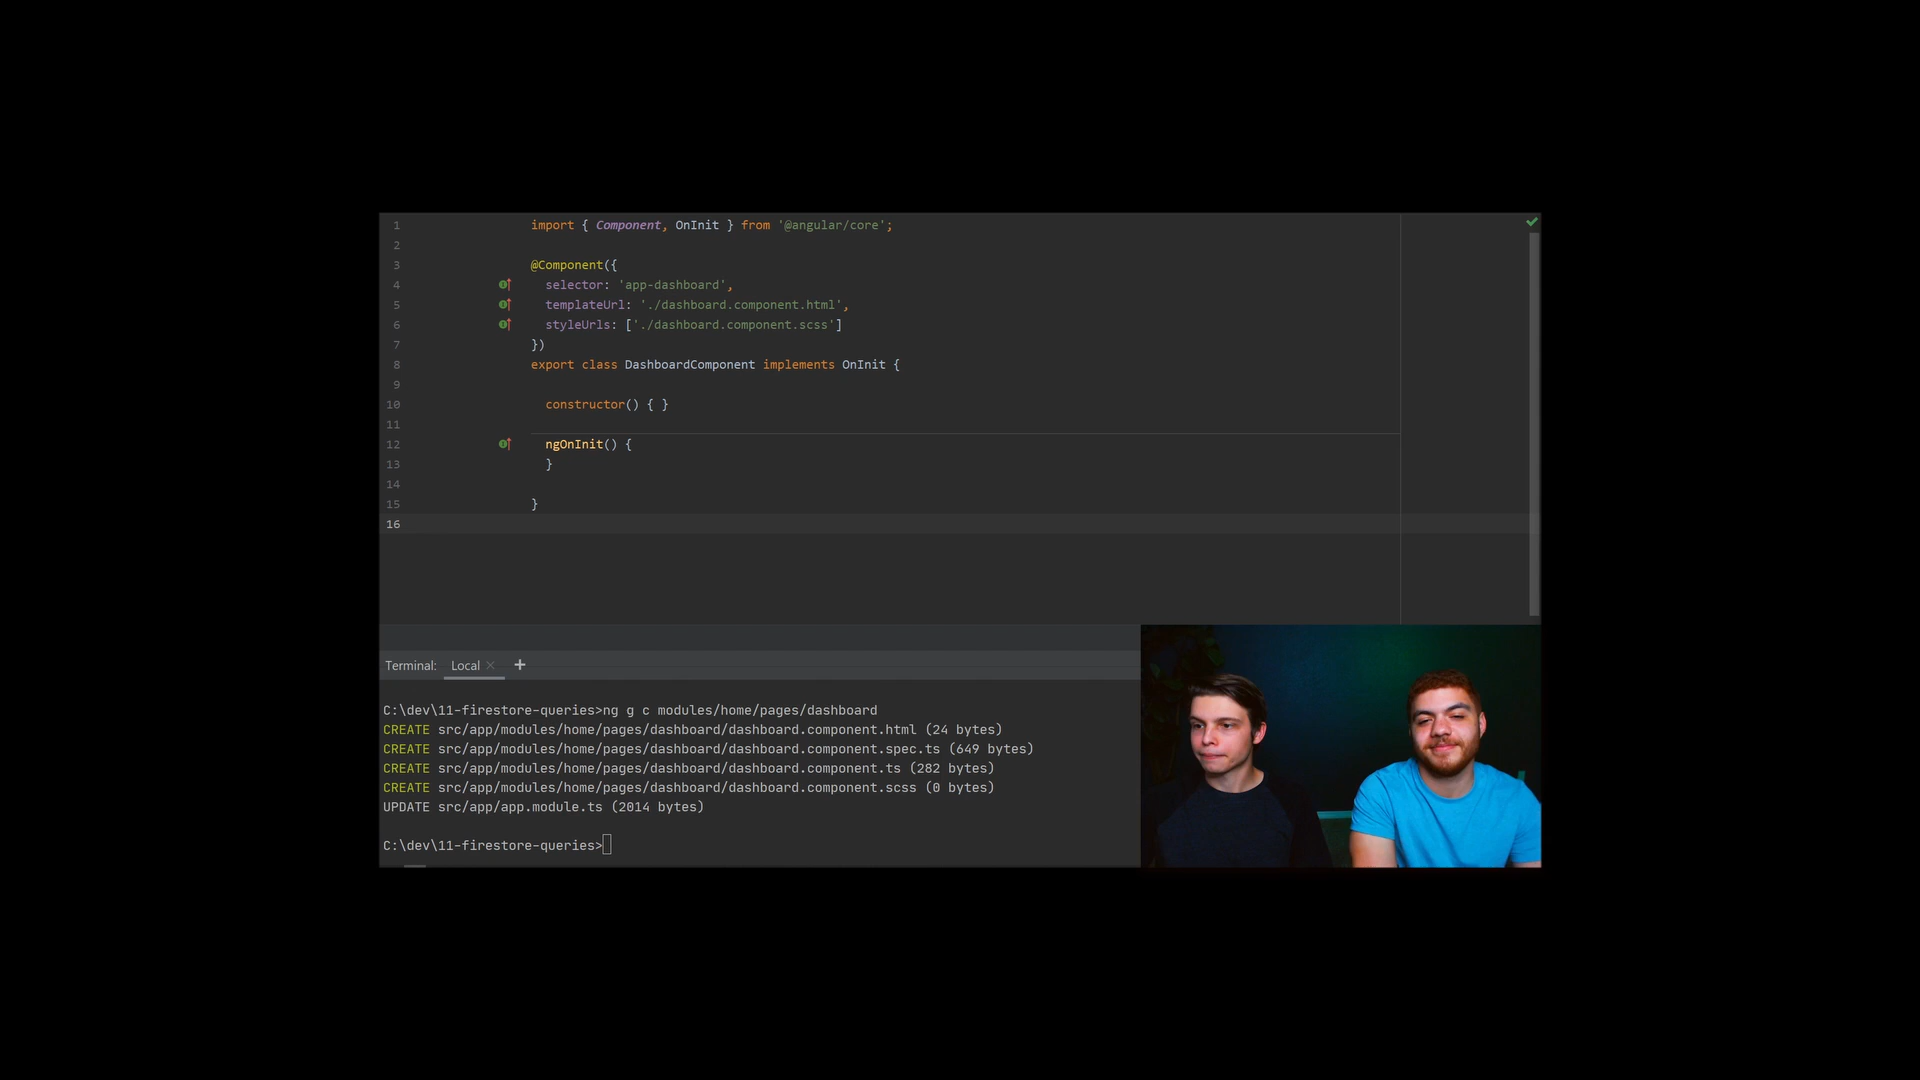 1 import { Component, OnInit } from '@angular/core';
2
3 @Component({
4 selector: 'app-dashboard',
5 templateUrl: './dashboard.component.html',
6 styleUrls: ['./dashboard.component.scss']
7 })
8 export class DashboardComponent implements OnInit {
9
10 constructor() { }
11
12 ngOnInit() {
13 }
14
15 }
16
Terminal: Local × +
C:\dev\11-firestore-queries>ng g c modules/home/pages/dashboard
CREATE src/app/modules/home/pages/dashboard/dashboard.component.html (24 bytes)
CREATE src/app/modules/home/pages/dashboard/dashboard.component.spec.ts (649 bytes)
CREATE src/app/modules/home/pages/dashboard/dashboard.component.ts (282 bytes)
CREATE src/app/modules/home/pages/dashboard/dashboard.component.scss (0 bytes)
UPDATE src/app/app.module.ts (2014 bytes)
C:\dev\11-firestore-queries>